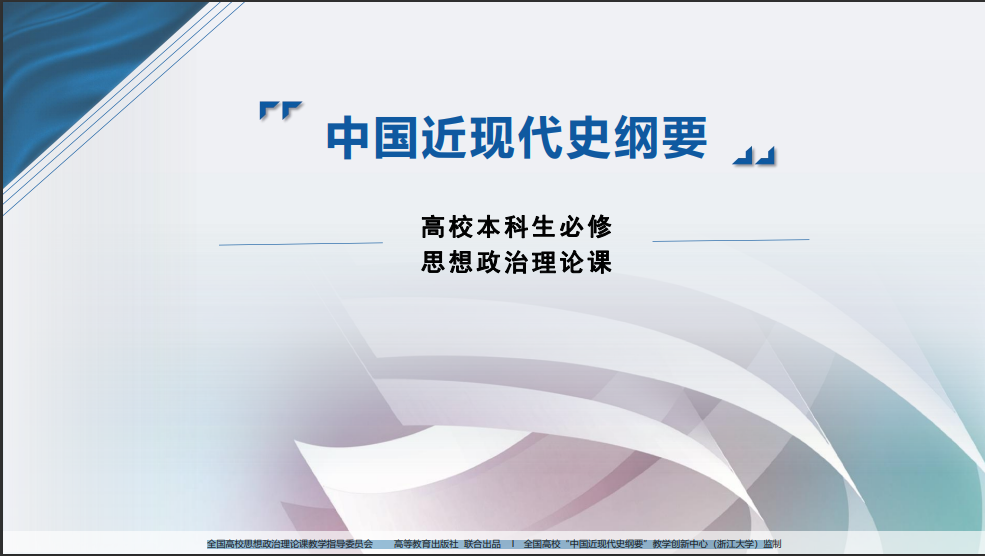 中国近现代史纲要
高校本科生必修
思想政治理论课
全国高校思想政治理论课教学指导委员会 高等教育出版社 联合出品 I 全国高校“中国近现代史纲要”教学创新中心（浙江大学）监制